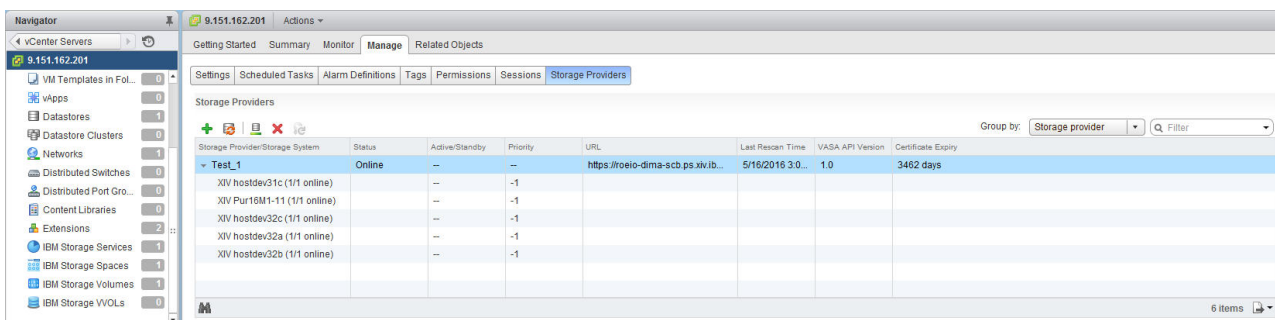 Navigator
9.151.162.201 Actions
vCenter Servers
Getting Started Summary Monitor Manage Related Objects
9.151.162.201
VM Templates in Fol... 0
Settings Scheduled Tasks Alarm Definitions Tags Permissions Sessions Storage Providers
vApps 0
Storage Providers
Datastores 1
Datastore Clusters 0
Group by: Storage provider Filter
Networks 1
Storage Provider/Storage System Status Active/Standby Priority URL Last Rescan Time VASA API Version Certificate Expiry
Distributed Switches 0
Test_1 Online -- -- https://roeio-dima-scb.ps.xiv.ib... 5/16/2016 3:0... 1.0 3462 days
Distributed Port Gro... 0
XIV hostdev31c (1/1 online) -- -1
Content Libraries 0
XIV Pur16M1-11 (1/1 online) -- -1
Extensions 2
XIV hostdev32c (1/1 online) -- -1
IBM Storage Services 1
XIV hostdev32a (1/1 online) -- -1
IBM Storage Spaces 1
XIV hostdev32b (1/1 online) -- -1
IBM Storage Volumes 1
IBM Storage VVOLs 0
6 items